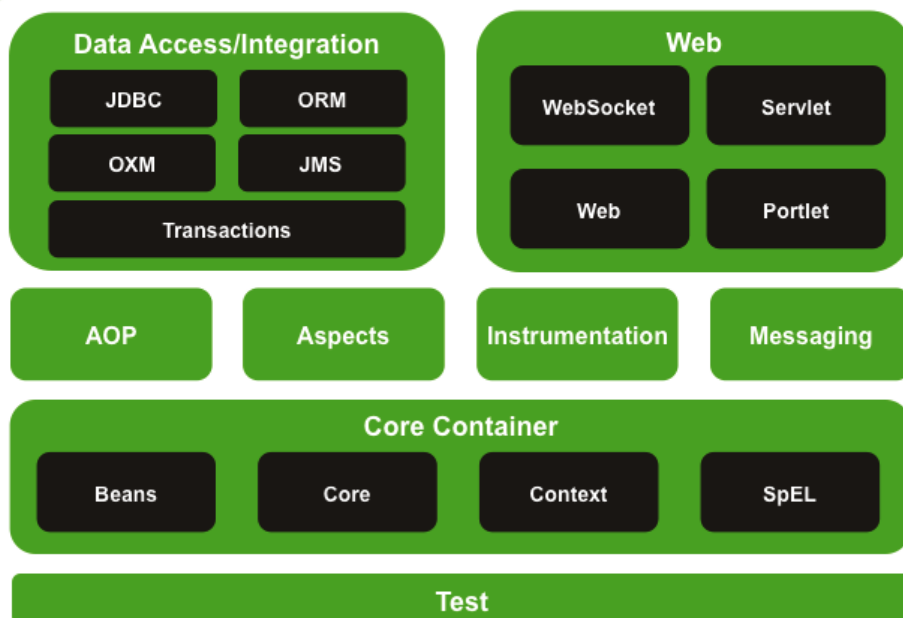 Data Access/Integration
JDBC
ORM
OXM
JMS
Transactions
Web
WebSocket
Servlet
Web
Portlet
AOP
Aspects
Instrumentation
Messaging
Core Container
Beans
Core
Context
SpEL
Test